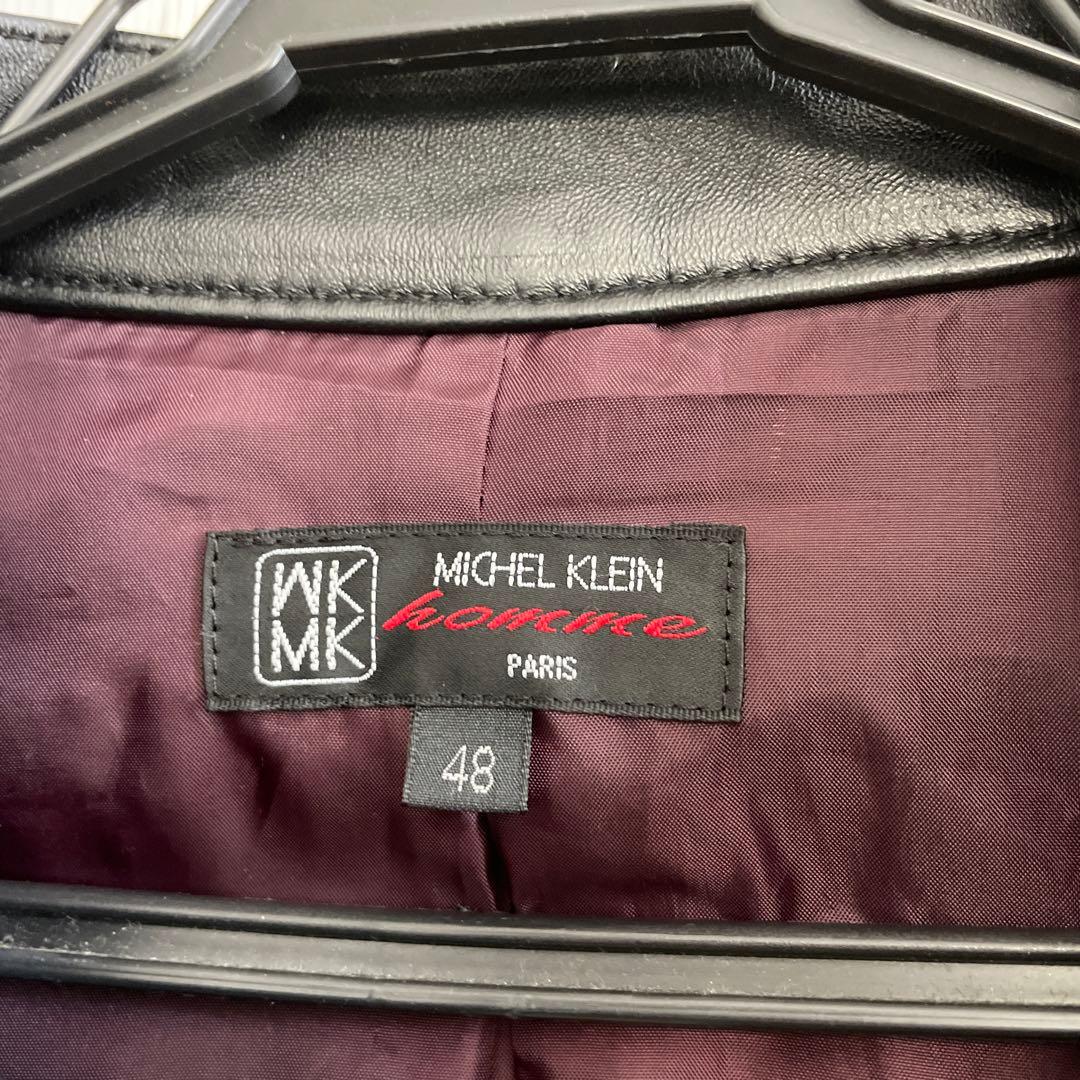 MK
MK
MICHEL KLEIN
homme
PARIS
48